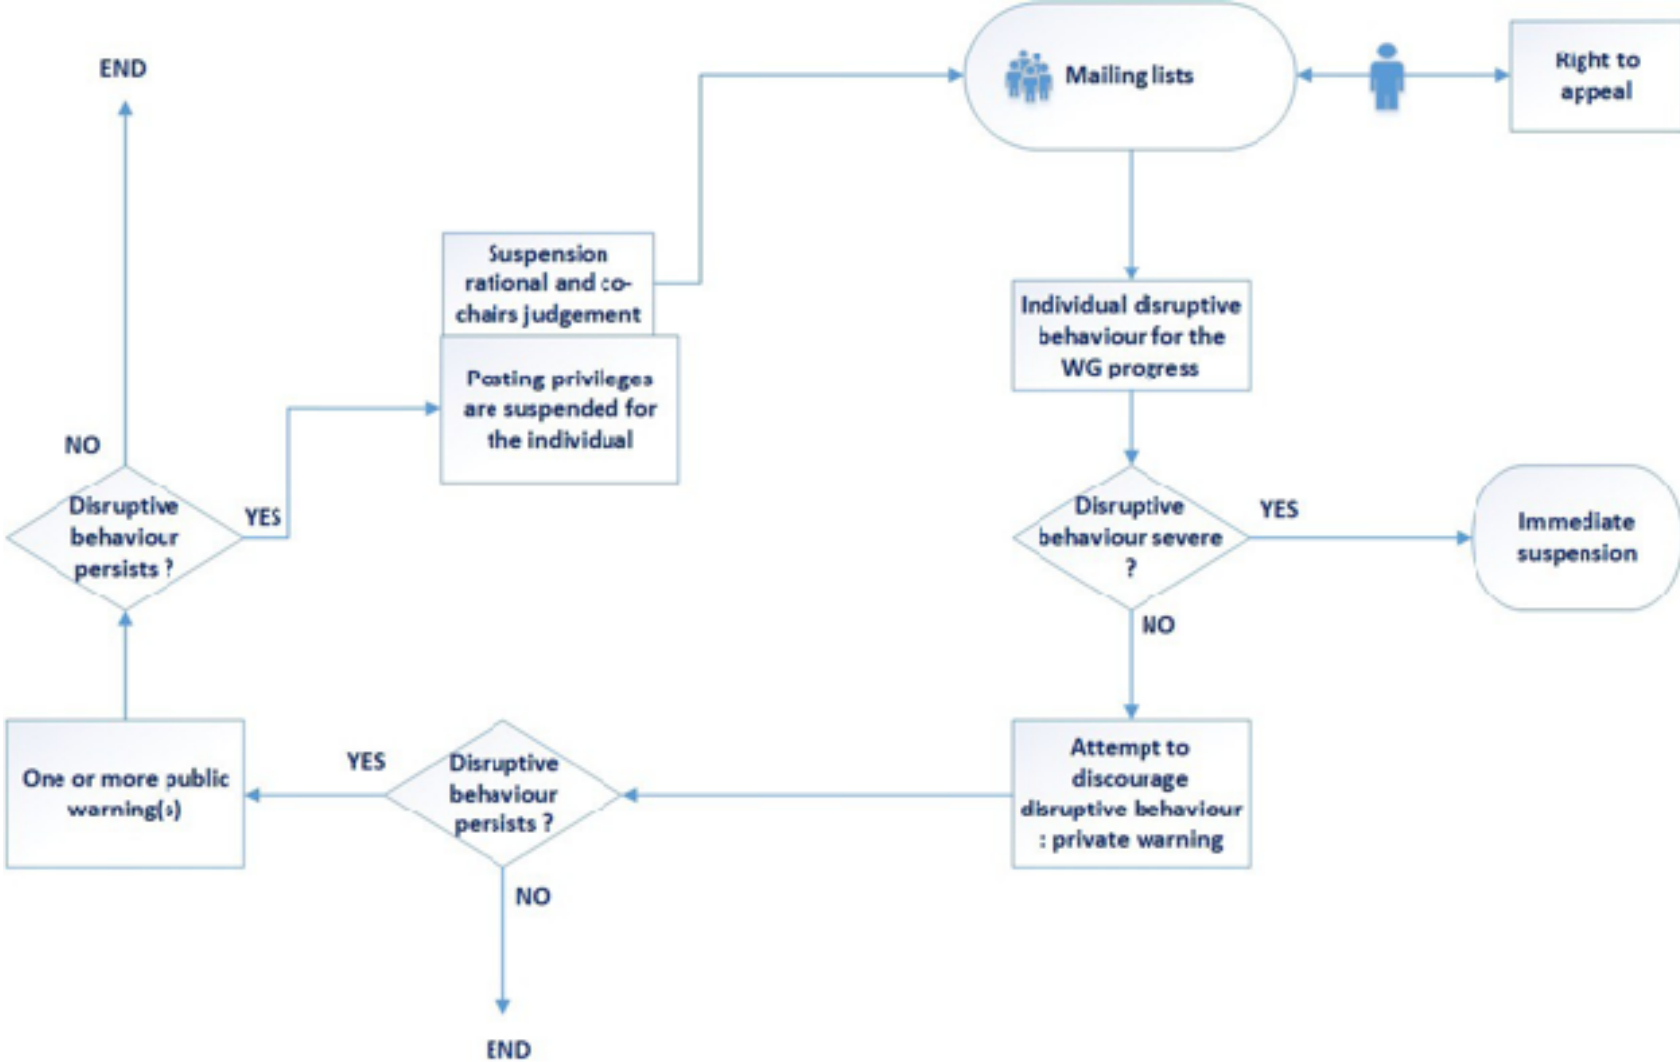 END
Mailing lists
Right to
appeal
Suspension
rational and co-
chairs judgement
Posting privileges
are suspended for
the individual
Individual disruptive
behaviour for the
WG progress
NO
Disruptive
behaviour
persists ?
YES
Disruptive
behaviour severe
?
YES
Immediate
suspension
NO
One or more public
warning(s)
YES
Disruptive
behaviour
persists ?
Attempt to
discourage
disruptive behaviour
: private warning
NO
END